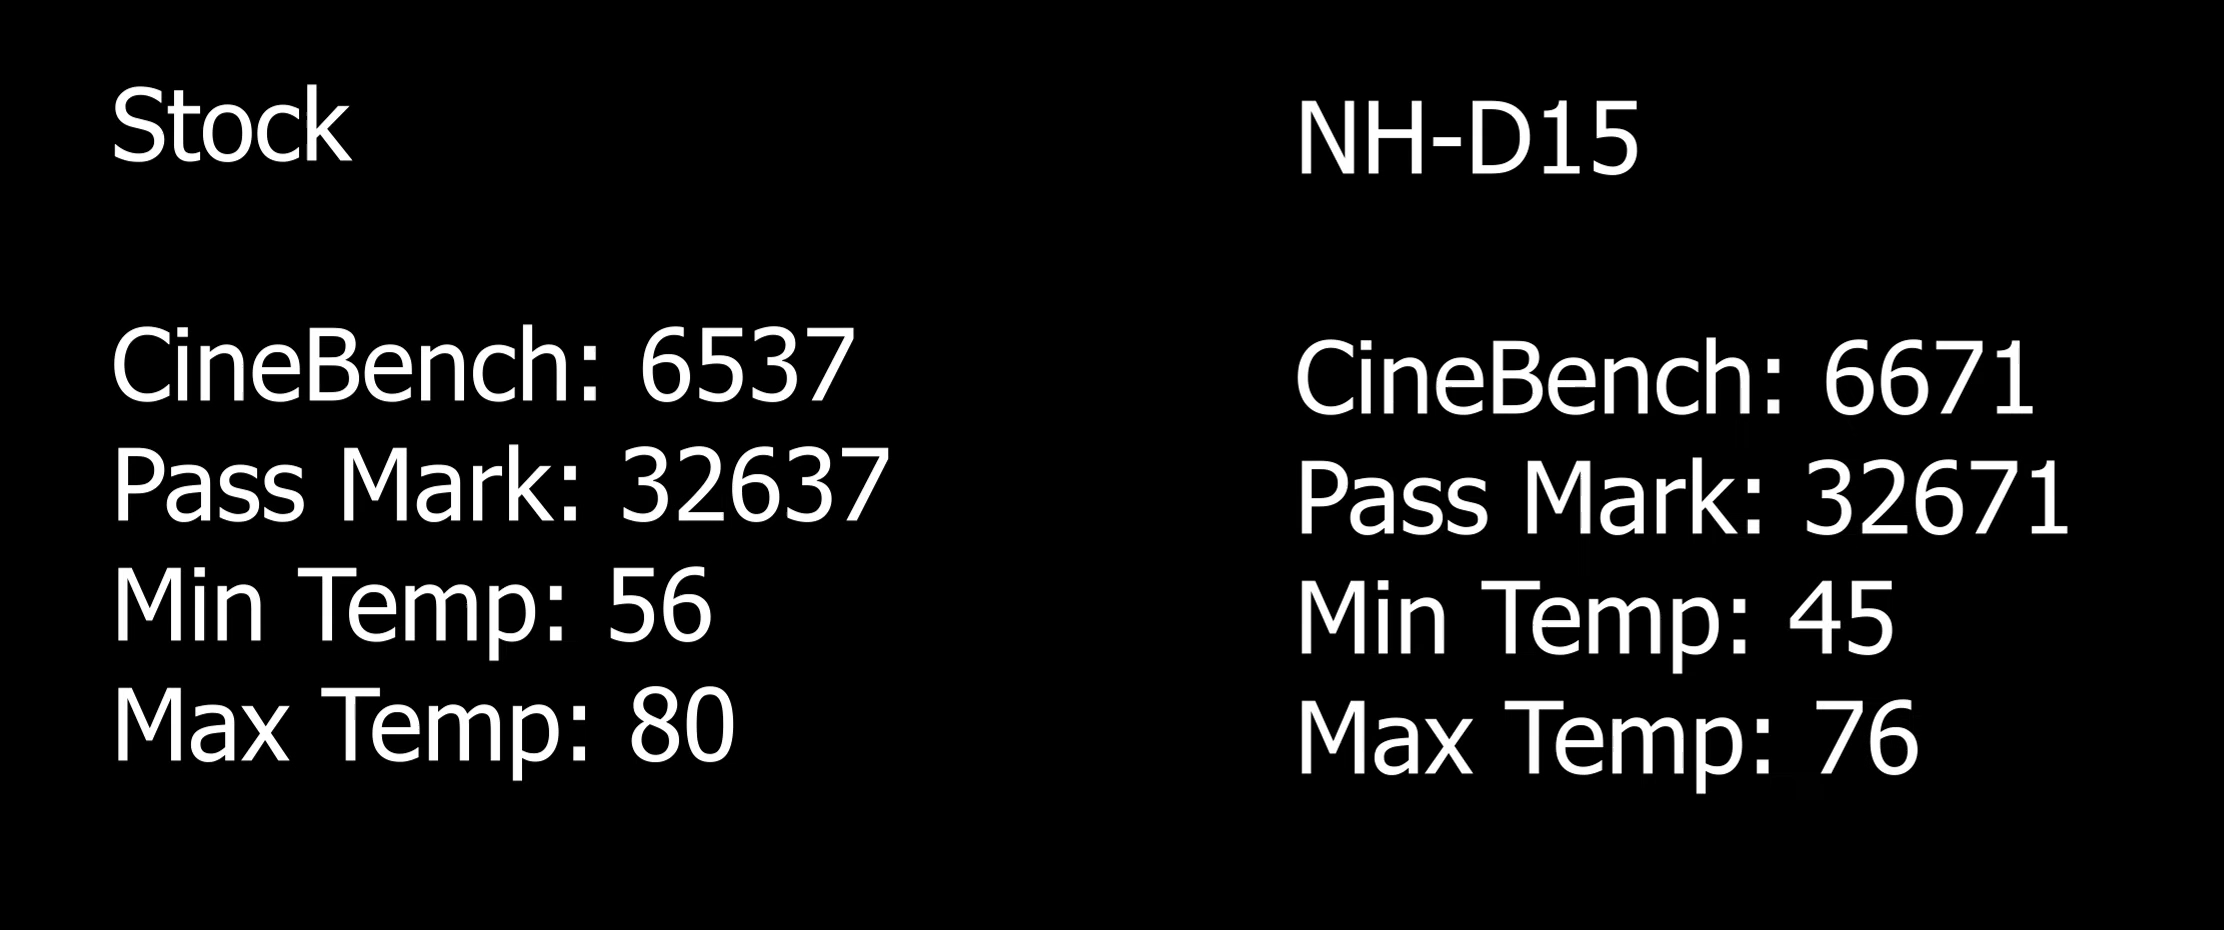 Stock
CineBench: 6537
Pass Mark: 32637
Min Temp: 56
Max Temp: 80
NH-D15
CineBench: 6671
Pass Mark: 32671
Min Temp: 45
Max Temp: 76